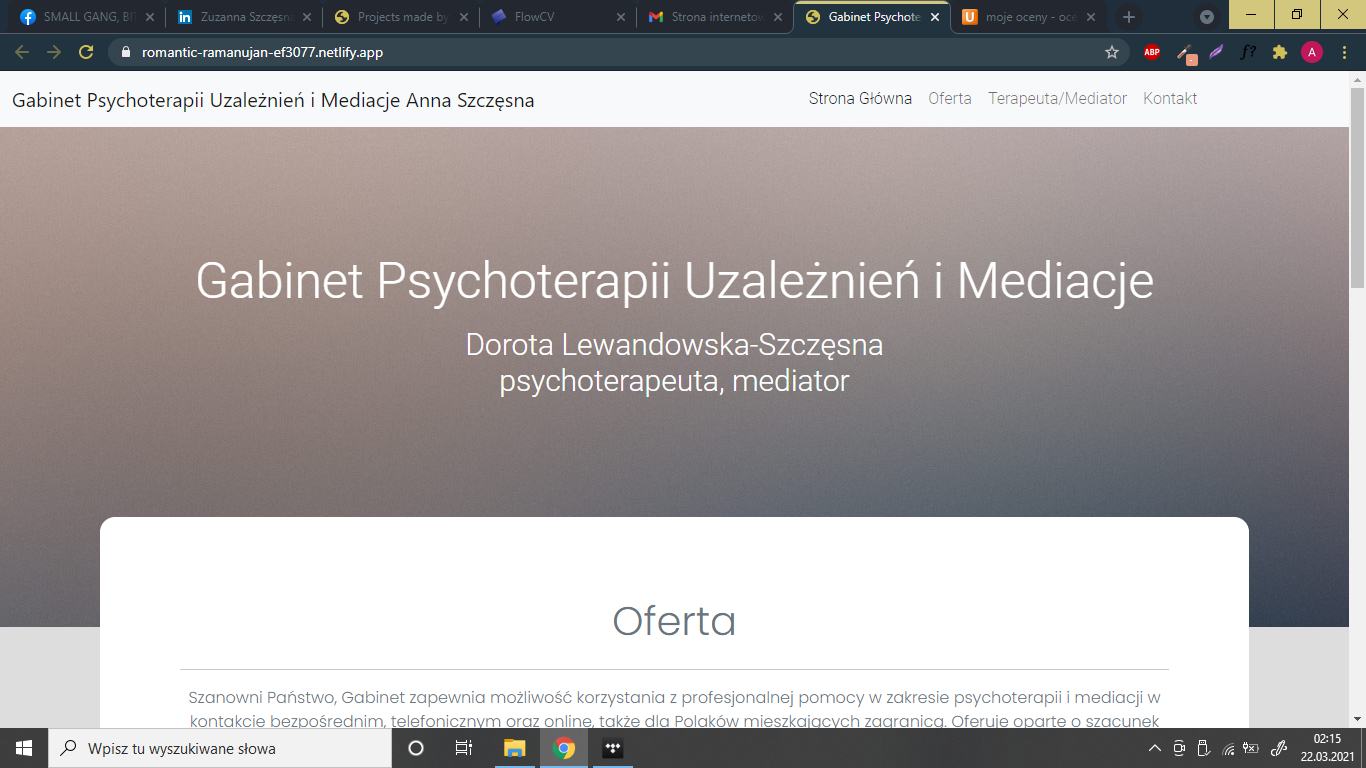 SMALL GANG, BI
Zuzanna Szczęsna
Projects made by
FlowCV
Strona internetow
Gabinet Psychote
moje oceny - oce
romantic-ramanujan-ef3077.netlify.app
ABP
f?
A
Gabinet Psychoterapii Uzależnień i Mediacje Anna Szczęsna
Strona Główna
Oferta
Terapeuta/Mediator
Kontakt
Gabinet Psychoterapii Uzależnień i Mediacje
Dorota Lewandowska-Szczęsna
psychoterapeuta, mediator
Oferta
Szanowni Państwo, Gabinet zapewnia możliwość korzystania z profesjonalnej pomocy w zakresie psychoterapii i mediacji w
kontakcie bezpośrednim, telefonicznym oraz online, także dla Polaków mieszkających zagranicą. Oferuje oparte o szacunek
Wpisz tu wyszukiwane słowa
02:15
22.03.2021